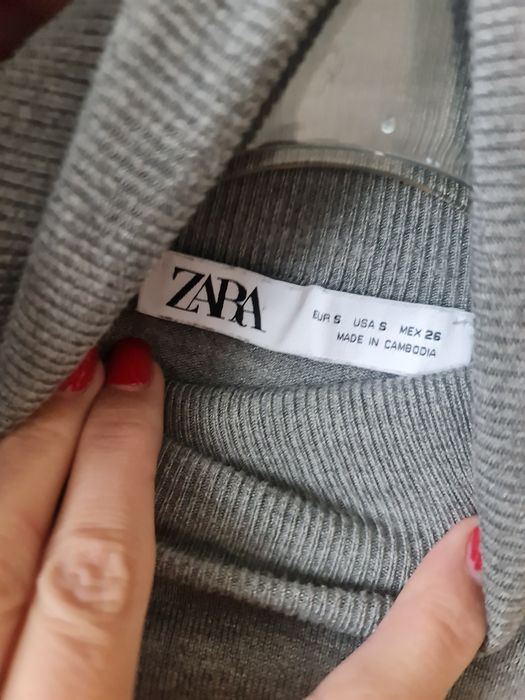 ZARA
EUR S USA S MEX 26
MADE IN CAMBODIA